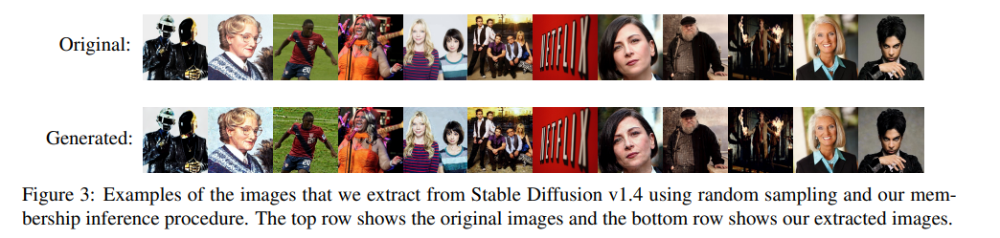 Original:
NETFLIX
20
Generated:
NETFLIX
20
Figure 3: Examples of the images that we extract from Stable Diffusion v1.4 using random sampling and our mem-
bership inference procedure. The top row shows the original images and the bottom row shows our extracted images.